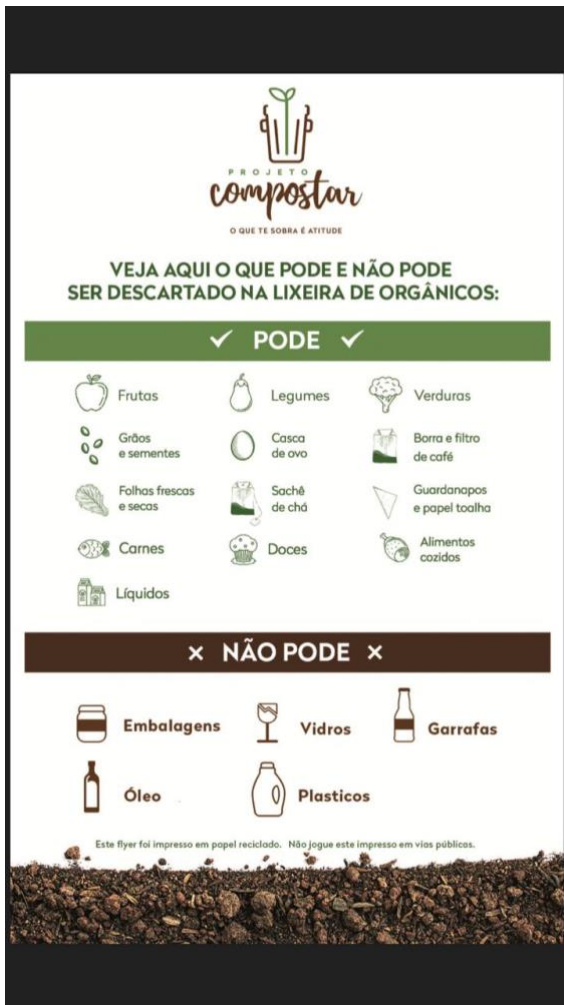 PROJETO
compostar
O QUE TE SOBRA É ATITUDE
VEJA AQUI O QUE PODE E NÃO PODE
SER DESCARTADO NA LIXEIRA DE ORGÂNICOS:
PODE
Frutas
Legumes
Verduras
Grãos
e sementes
Casca
de ovo
Borra e filtro
de café
Folhas frescas
e secas
Sachê
de chá
Guardanapos
e papel toalha
Carnes
Doces
Alimentos
cozidos
Líquidos
NÃO PODE
Embalagens
Vidros
Garrafas
Óleo
Plasticos
Este flyer foi impresso em papel reciclado. Não jogue este impresso em vias públicas.